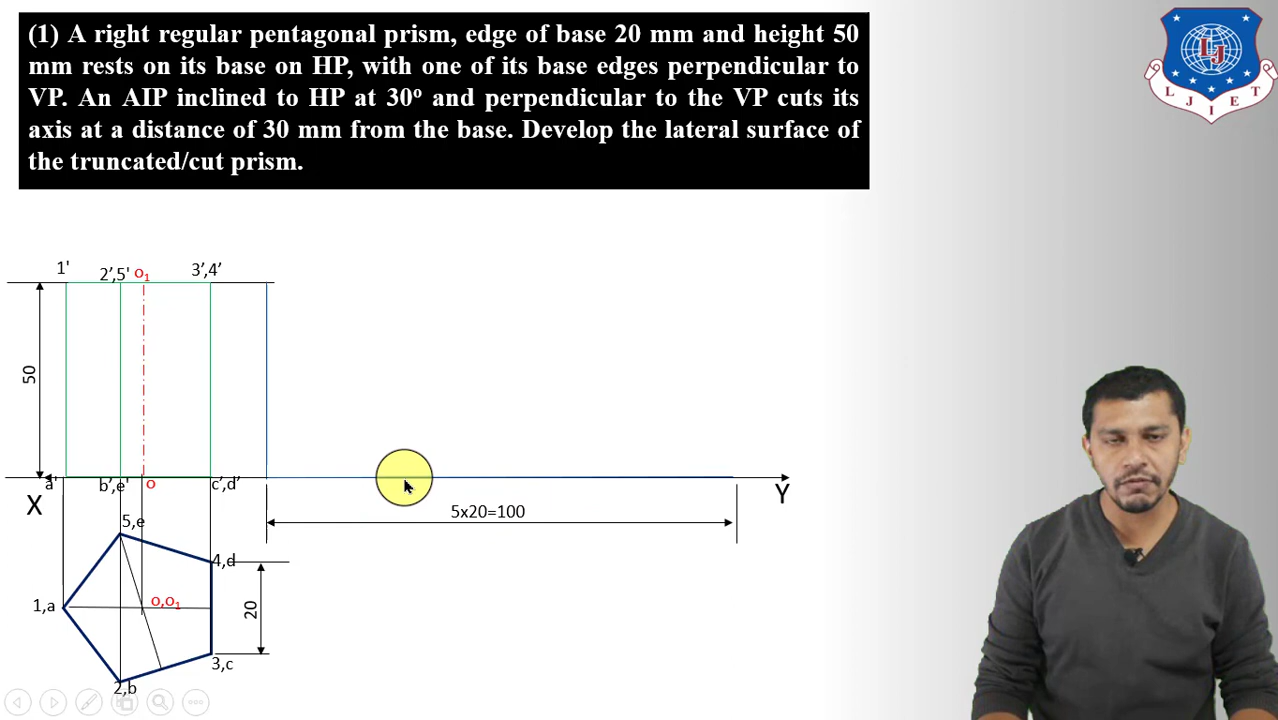 (1) A right regular pentagonal prism, edge of base 20 mm and height 50
mm rests on its base on HP, with one of its base edges perpendicular to
VP. An AIP inclined to HP at 30° and perpendicular to the VP cuts its
axis at a distance of 30 mm from the base. Develop the lateral surface of
the truncated/cut prism.
LJIET
1' 2',5' o₁ 3',4'
50
a' b',e' o c',d'
X Y
5x20=100
5,e
4,d
1,a o,o₁ 20
3,c
2,b